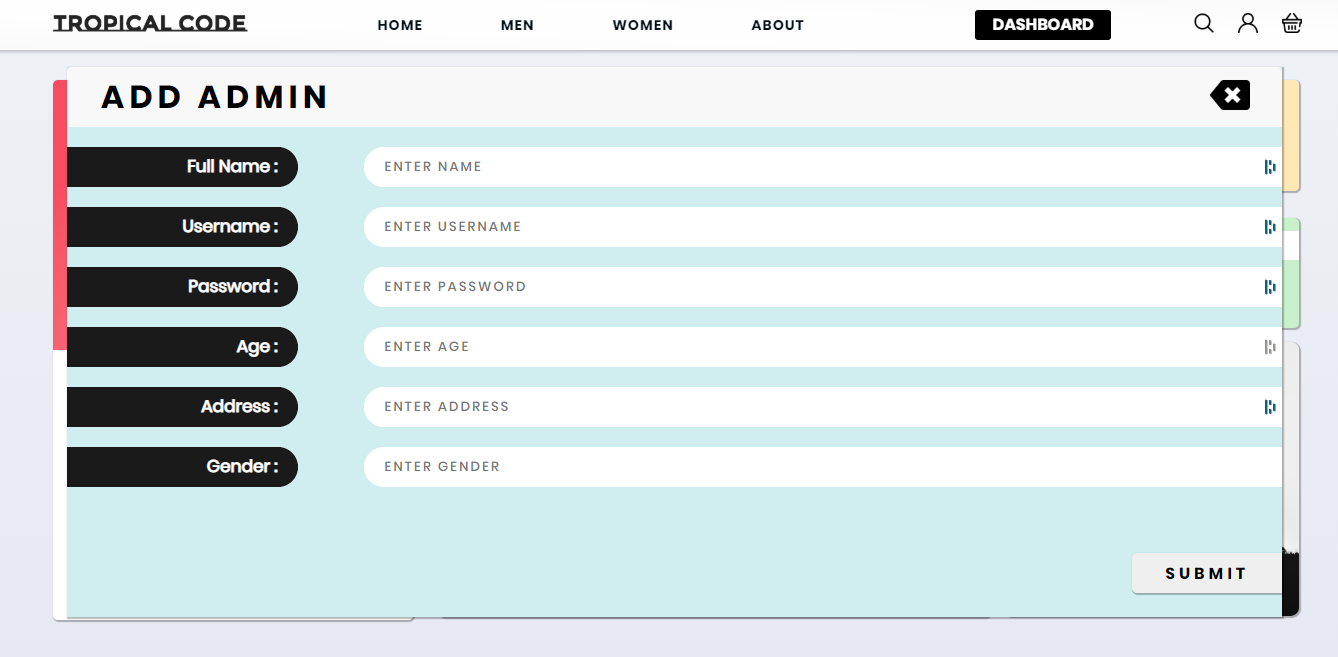 TROPICAL CODE HOME MEN WOMEN ABOUT DASHBOARD
ADD ADMIN
Full Name : ENTER NAME
Username : ENTER USERNAME
Password : ENTER PASSWORD
Age : ENTER AGE
Address : ENTER ADDRESS
Gender : ENTER GENDER
SUBMIT